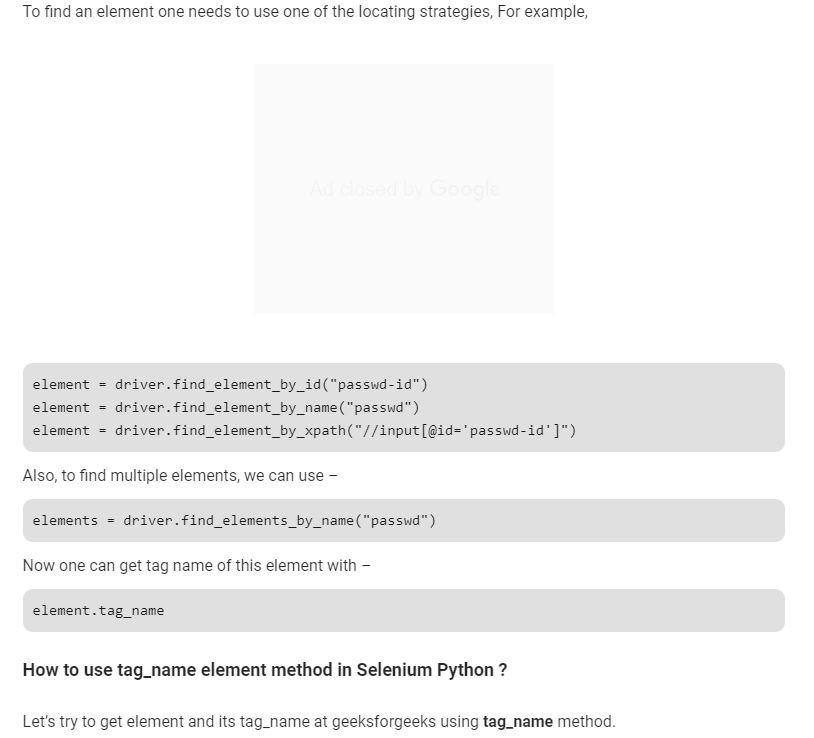 To find an element one needs to use one of the locating strategies, For example,
Ad closed by Google
element = driver.find_element_by_id("passwd-id")
element = driver.find_element_by_name("passwd")
element = driver.find_element_by_xpath("//input[@id='passwd-id']")
Also, to find multiple elements, we can use –
elements = driver.find_elements_by_name("passwd")
Now one can get tag name of this element with –
element.tag_name
How to use tag_name element method in Selenium Python ?
Let's try to get element and its tag_name at geeksforgeeks using tag_name method.